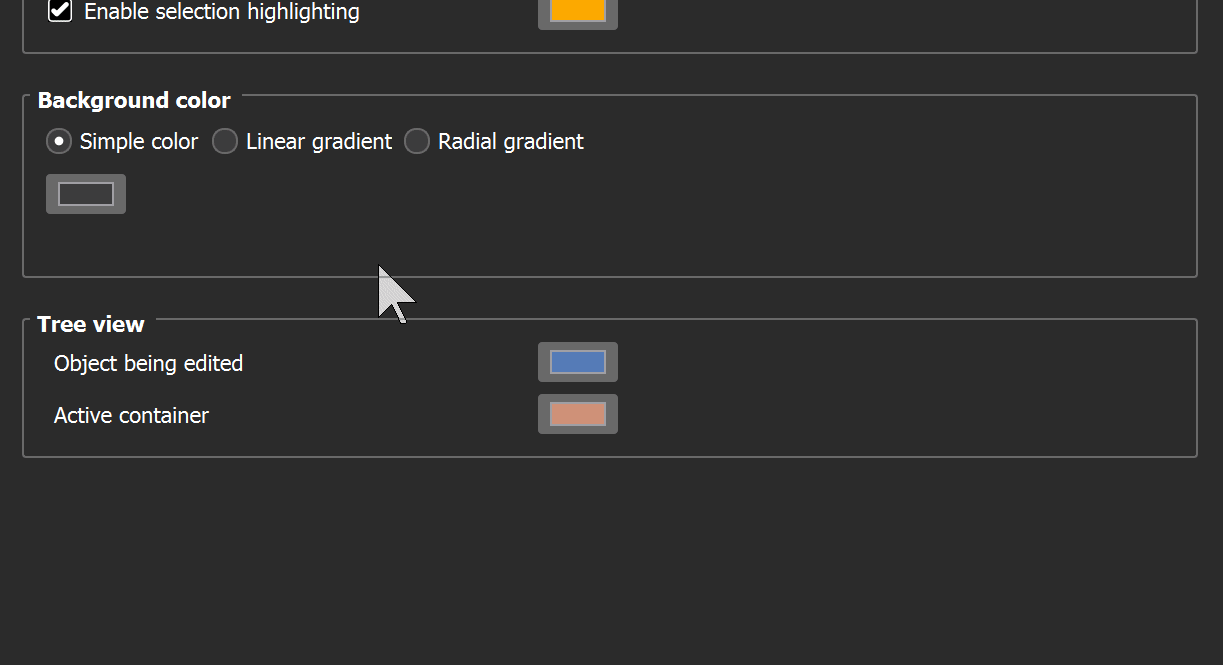 Enable selection highlighting
Background color
Simple color Linear gradient Radial gradient
Tree view
Object being edited
Active container